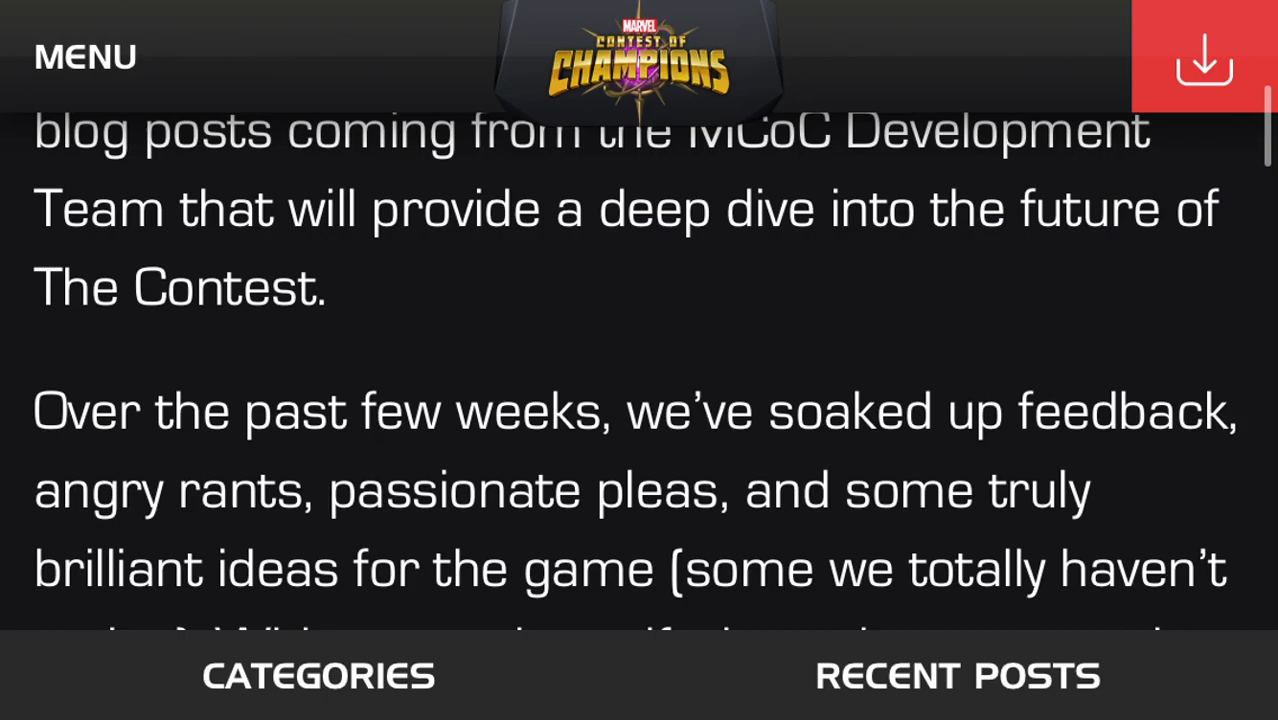 MENU
MARVEL
CONTEST OF
CHAMPIONS
blog posts coming from the MCoC Development
Team that will provide a deep dive into the future of
The Contest.
Over the past few weeks, we’ve soaked up feedback,
angry rants, passionate pleas, and some truly
brilliant ideas for the game (some we totally haven’t
CATEGORIES
RECENT POSTS